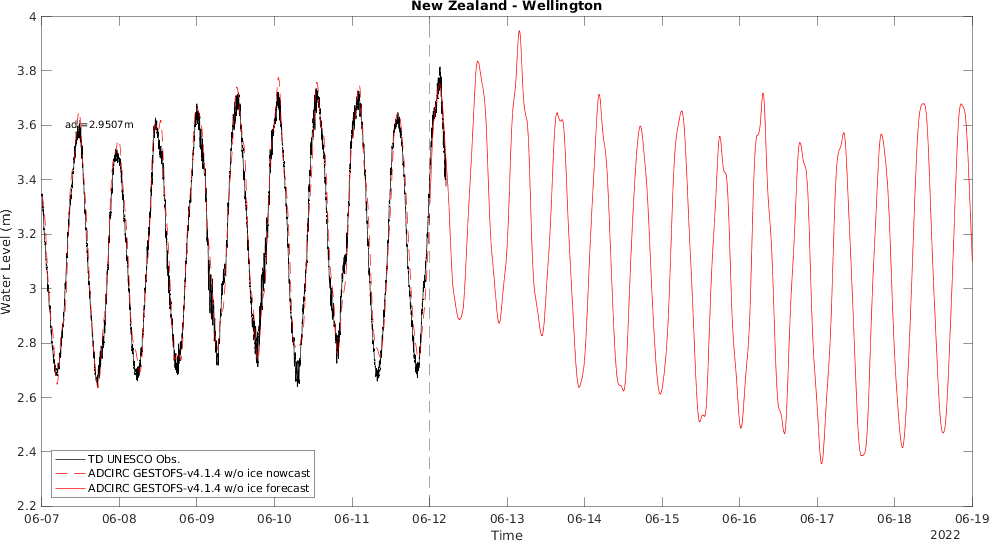 New Zealand - Wellington
Water Level (m)
4
3.8
3.6
3.4
3.2
3
2.8
2.6
2.4
2.2
adj=2.9507m
TD UNESCO Obs.
ADCIRC GESTOFS-v4.1.4 w/o ice nowcast
ADCIRC GESTOFS-v4.1.4 w/o ice forecast
06-07 06-08 06-09 06-10 06-11 06-12 06-13 06-14 06-15 06-16 06-17 06-18 06-19
Time
2022